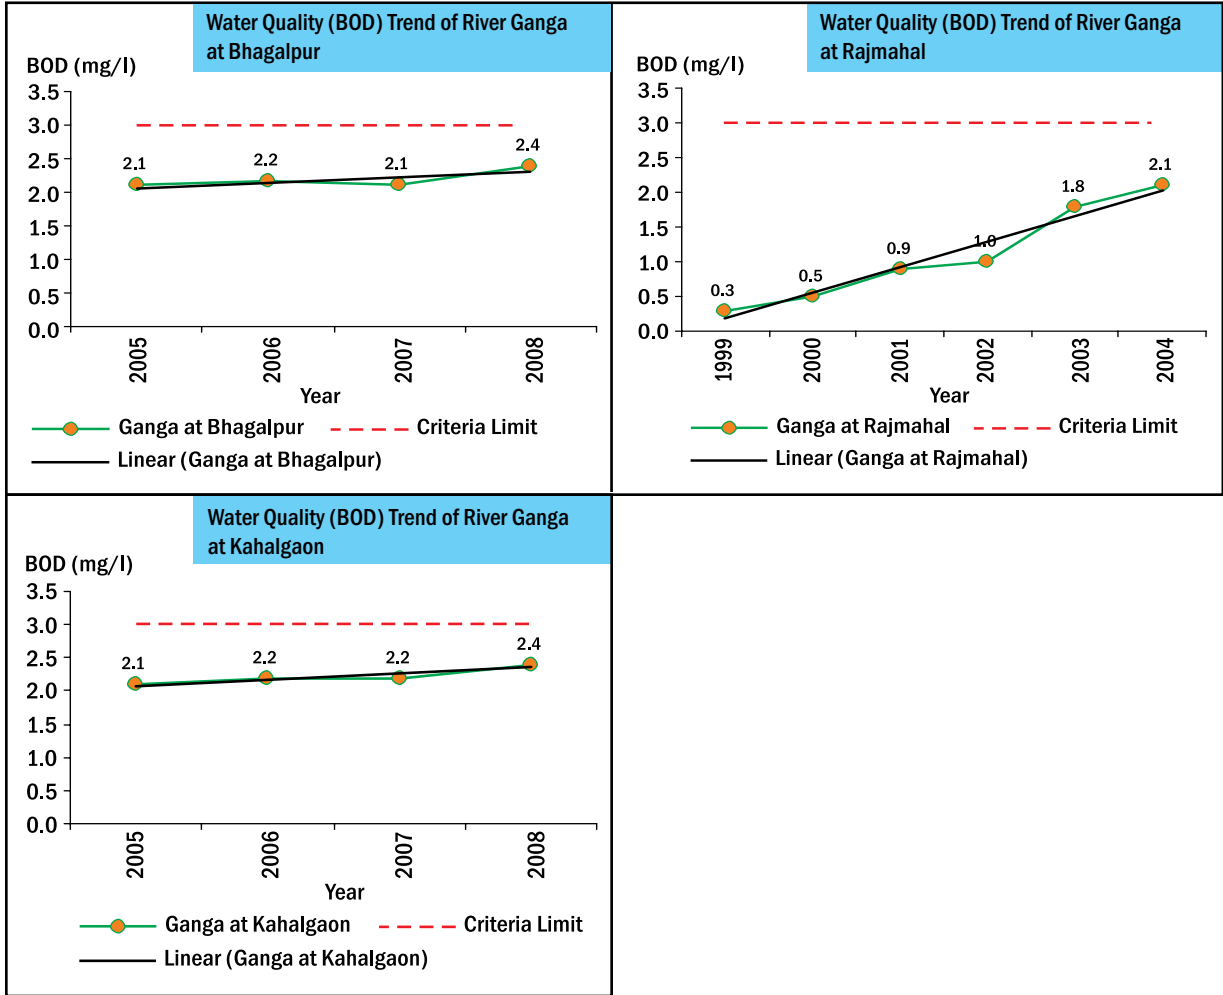 Water Quality (BOD) Trend of River Ganga
at Bhagalpur
BOD (mg/l)
3.5
3.0
2.5
2.0
1.5
1.0
0.5
0.0
2.1
2.2
2.1
2.4
2005
2006
2007
2008
Year
Ganga at Bhagalpur
Criteria Limit
Linear (Ganga at Bhagalpur)
Water Quality (BOD) Trend of River Ganga
at Rajmahal
BOD (mg/l)
3.5
3.0
2.5
2.0
1.5
1.0
0.5
0.0
0.3
0.5
0.9
1.0
1.8
2.1
1999
2000
2001
2002
2003
2004
Year
Ganga at Rajmahal
Criteria Limit
Linear (Ganga at Rajmahal)
Water Quality (BOD) Trend of River Ganga
at Kahalgaon
BOD (mg/l)
3.5
3.0
2.5
2.0
1.5
1.0
0.5
0.0
2.1
2.2
2.2
2.4
2005
2006
2007
2008
Year
Ganga at Kahalgaon
Criteria Limit
Linear (Ganga at Kahalgaon)